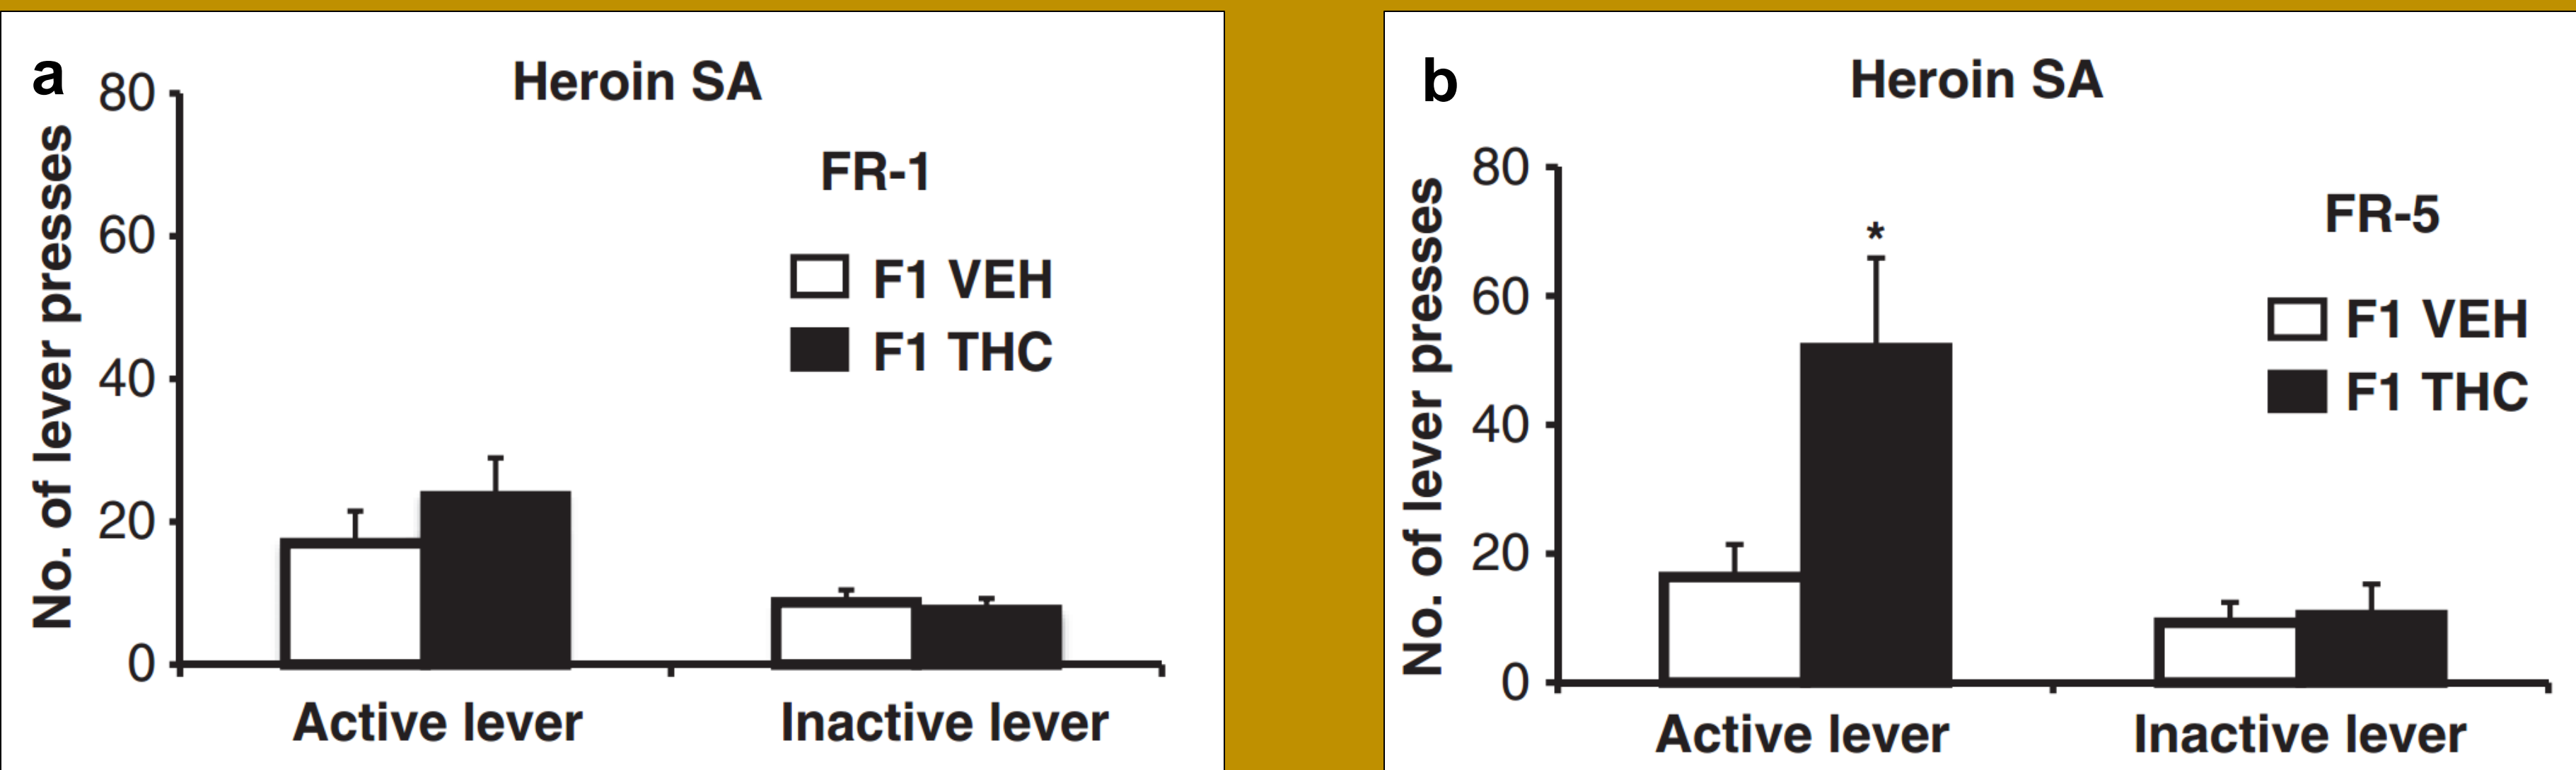 a
Heroin SA
No. of lever presses
80
60
40
20
0
FR-1
F1 VEH
F1 THC
Active lever
Inactive lever
b
Heroin SA
No. of lever presses
80
60
40
20
0
*
FR-5
F1 VEH
F1 THC
Active lever
Inactive lever